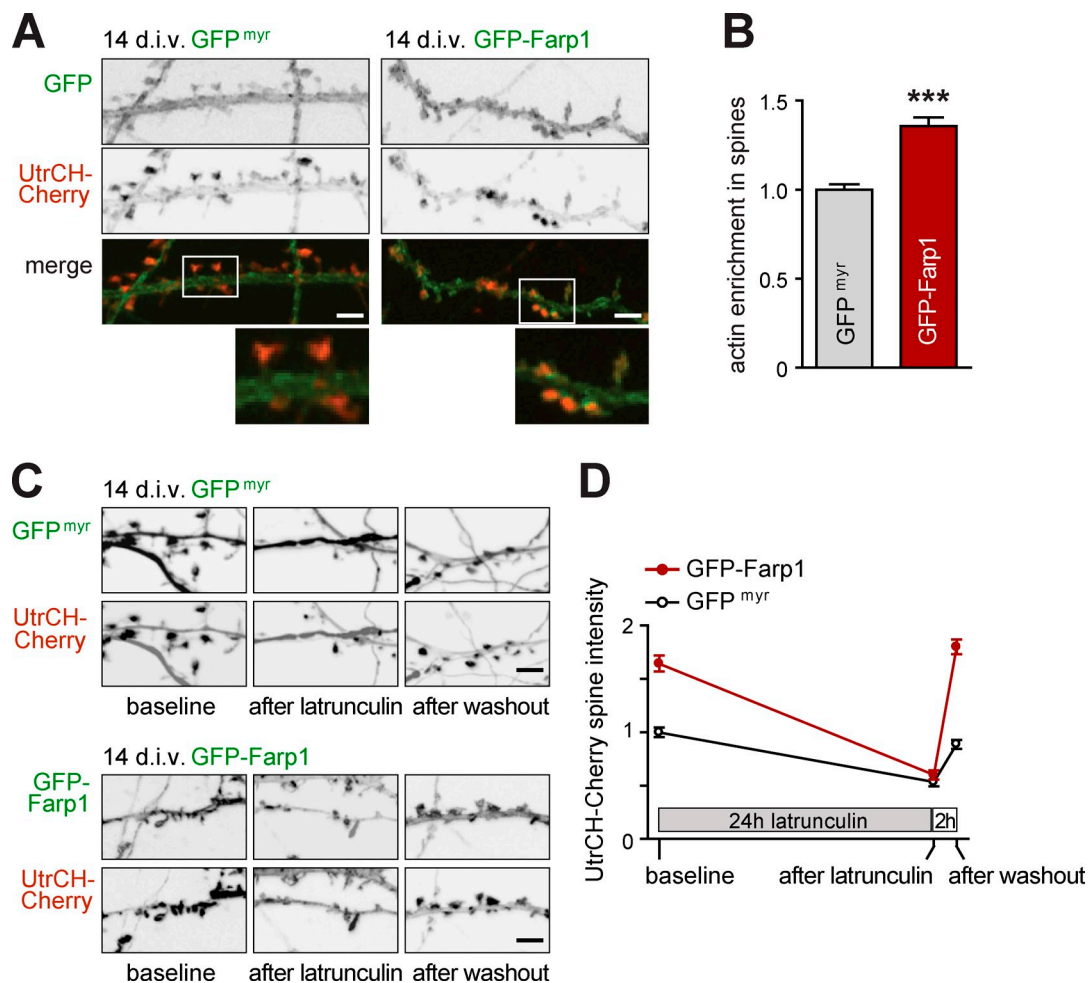 A
14 d.i.v. GFP myr
14 d.i.v. GFP-Farp1
GFP
UtrCH-
Cherry
merge
B
actin enrichment in spines
1.5
1.0
0.5
0
***
GFP myr
GFP-Farp1
C
14 d.i.v. GFP myr
GFP myr
UtrCH-
Cherry
baseline
after latrunculin
after washout
14 d.i.v. GFP-Farp1
GFP-
Farp1
UtrCH-
Cherry
baseline
after latrunculin
after washout
D
GFP-Farp1
GFP myr
UtrCH-Cherry spine intensity
2
1
0
24h latrunculin
2h
baseline
after latrunculin
after washout